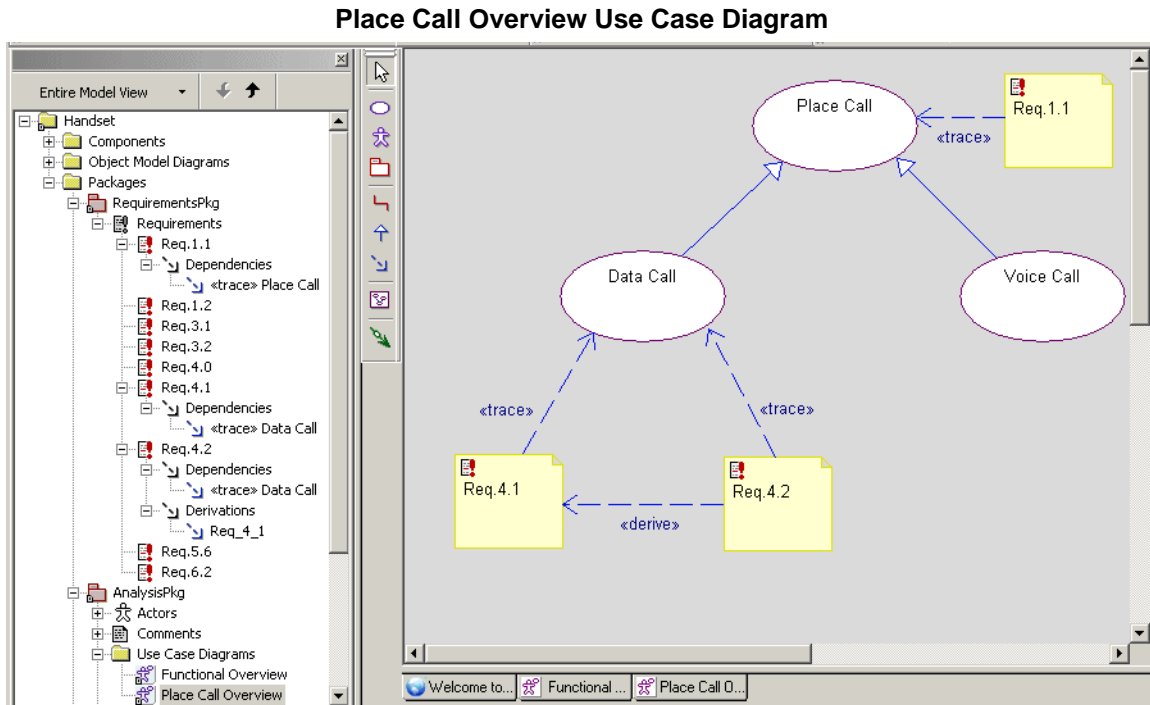 Place Call Overview Use Case Diagram
Entire Model View
Handset
Components
Object Model Diagrams
Packages
RequirementsPkg
Requirements
Req.1.1
Dependencies
«trace» Place Call
Req.1.2
Req.3.1
Req.3.2
Req.4.0
Req.4.1
Dependencies
«trace» Data Call
Req.4.2
Dependencies
«trace» Data Call
Derivations
Req_4_1
Req.5.6
Req.6.2
AnalysisPkg
Actors
Comments
Use Case Diagrams
Functional Overview
Place Call Overview
Place Call
Req.1.1
«trace»
Data Call
Voice Call
«trace»
«trace»
Req.4.1
Req.4.2
«derive»
Welcome to...
Functional ...
Place Call O...